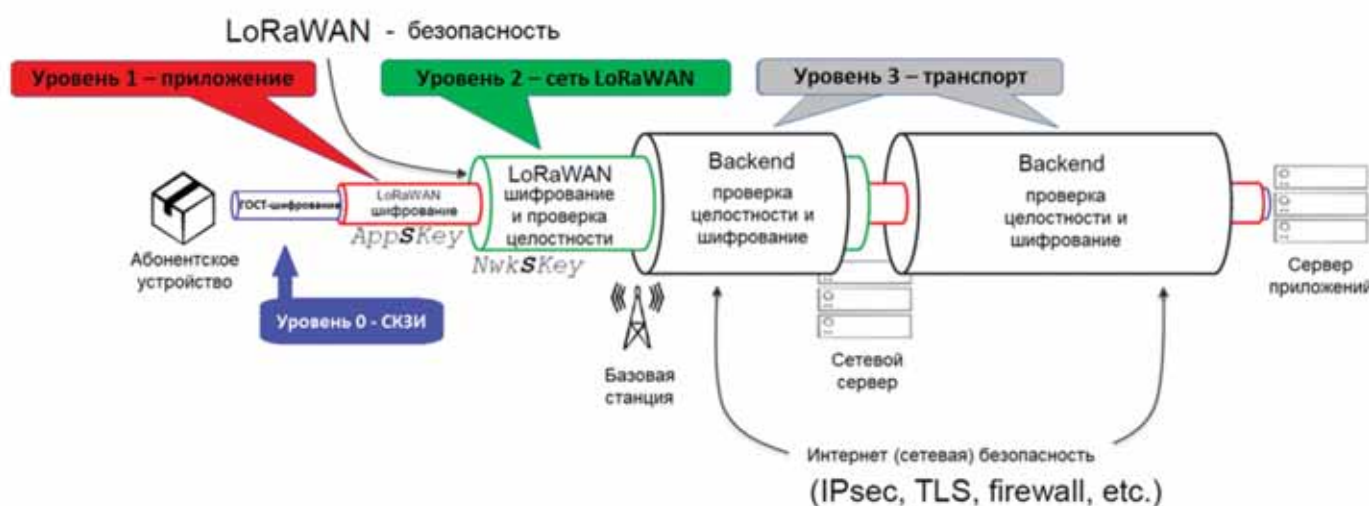 LoRaWAN - безопасность
Уровень 1 – приложение
Уровень 2 – сеть LoRaWAN
Уровень 3 – транспорт
ГОСТ-шифрование
LoRaWAN
шифрование
AppSKey
LoRaWAN
шифрование
и проверка
целостности
NwkSKey
Backend
проверка
целостности и
шифрование
Backend
проверка
целостности и
шифрование
Абонентское
устройство
Уровень 0 - СКЗИ
Базовая
станция
Сетевой
сервер
Сервер
приложений
Интернет (сетевая) безопасность
(IPsec, TLS, firewall, etc.)